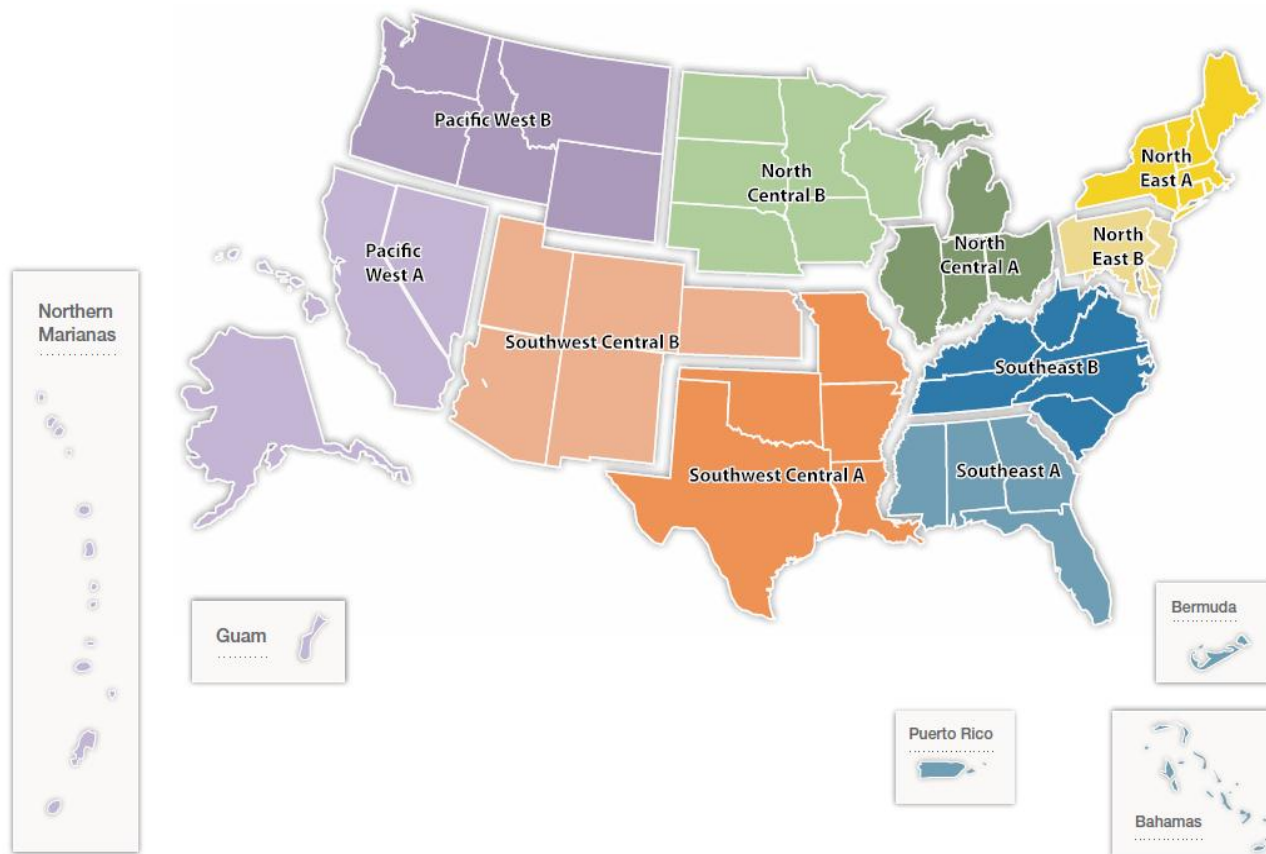 Pacific West B
North
Central B
North
East A
North
East B
North
Central A
Pacific
West A
Northern
Marianas
Southwest Central B
Southeast B
Southwest Central A
Southeast A
Bermuda
Guam
Puerto Rico
Bahamas